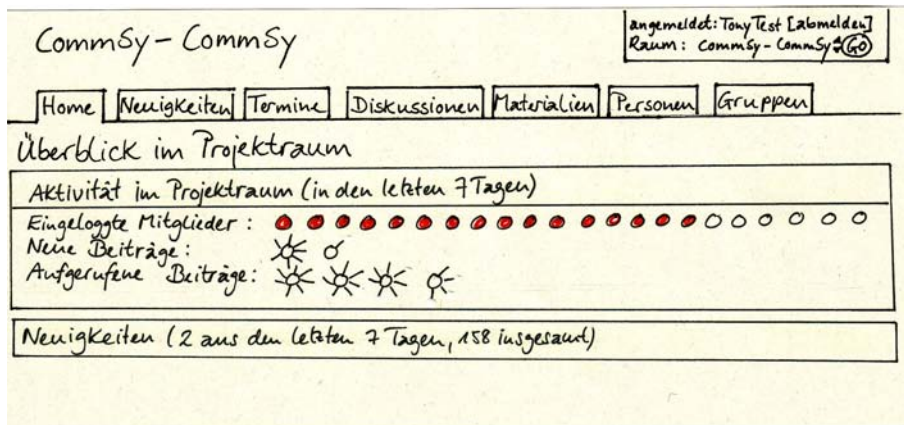 CommSy – CommSy
angemeldet: Tony Test [abmelden]
Raum: CommSy – CommSy GO
Home Neuigkeiten Termine Diskussionen Materialien Personen Gruppen
Überblick im Projektraum
Aktivität im Projektraum (in den letzten 7 Tagen)
Eingeloggte Mitglieder:
Neue Beiträge:
Aufgerufene Beiträge:
Neuigkeiten (2 aus den letzten 7 Tagen, 158 insgesamt)